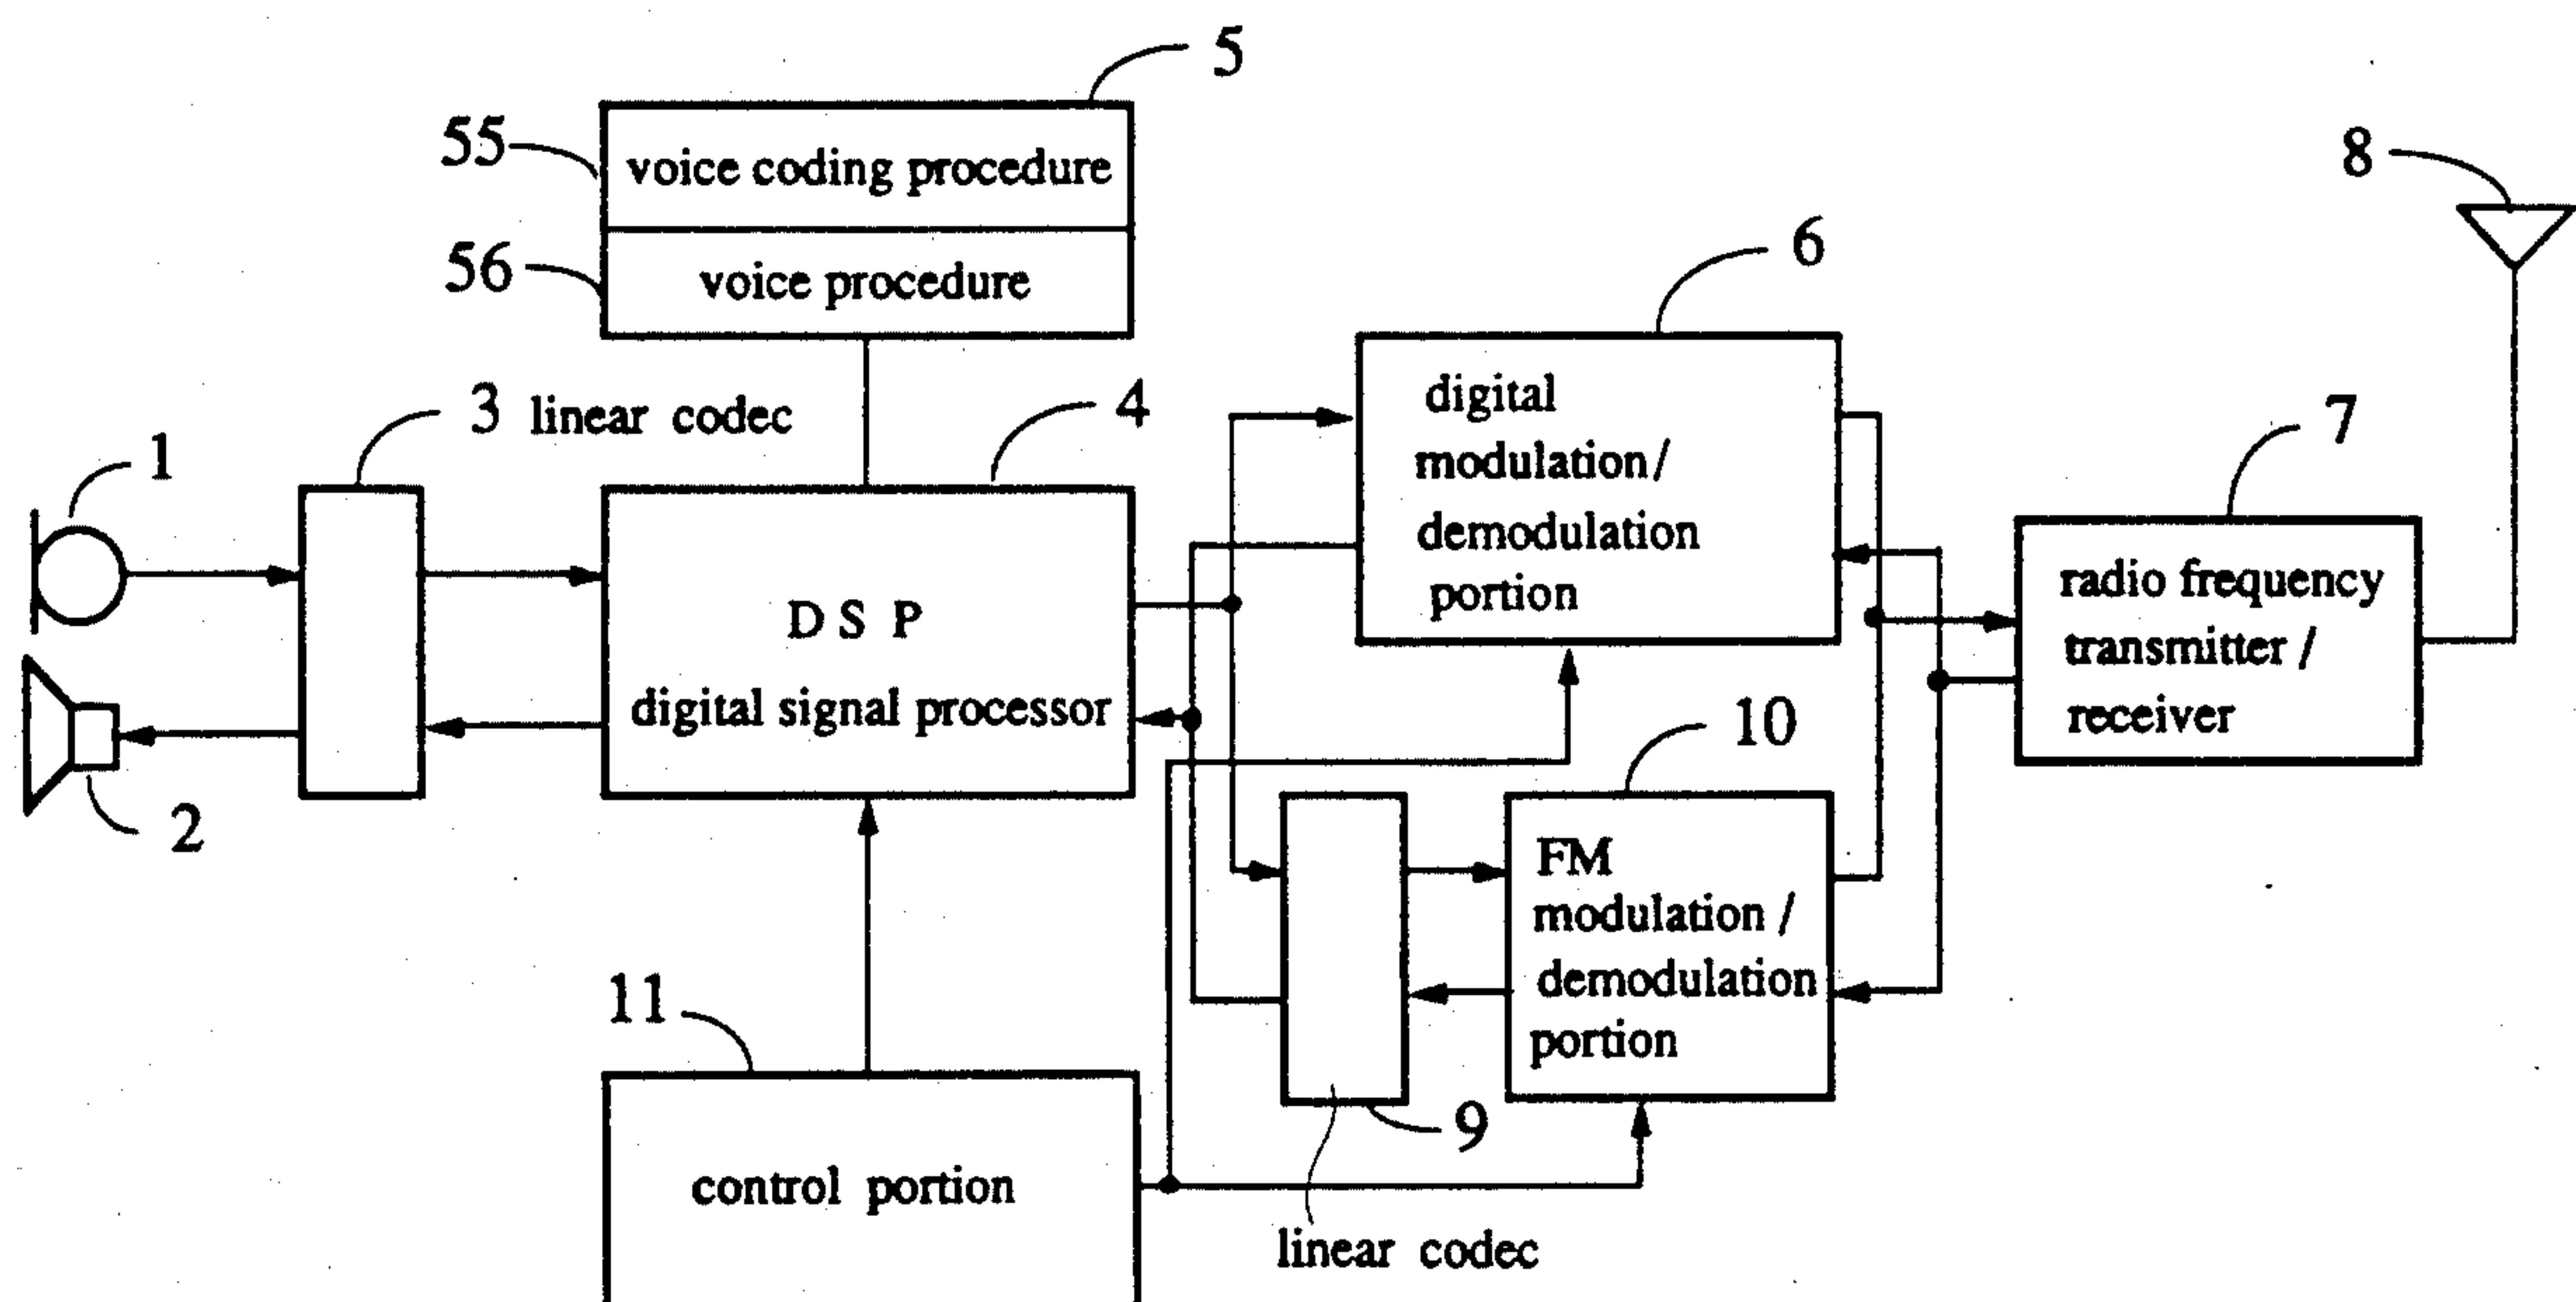 5
55
voice coding procedure
56
voice procedure
8
6
3 linear codec
4
digital
modulation/
demodulation
portion
7
1
D S P
digital signal processor
radio frequency
transmitter /
receiver
2
10
FM
modulation /
demodulation
portion
11
9
control portion
linear codec